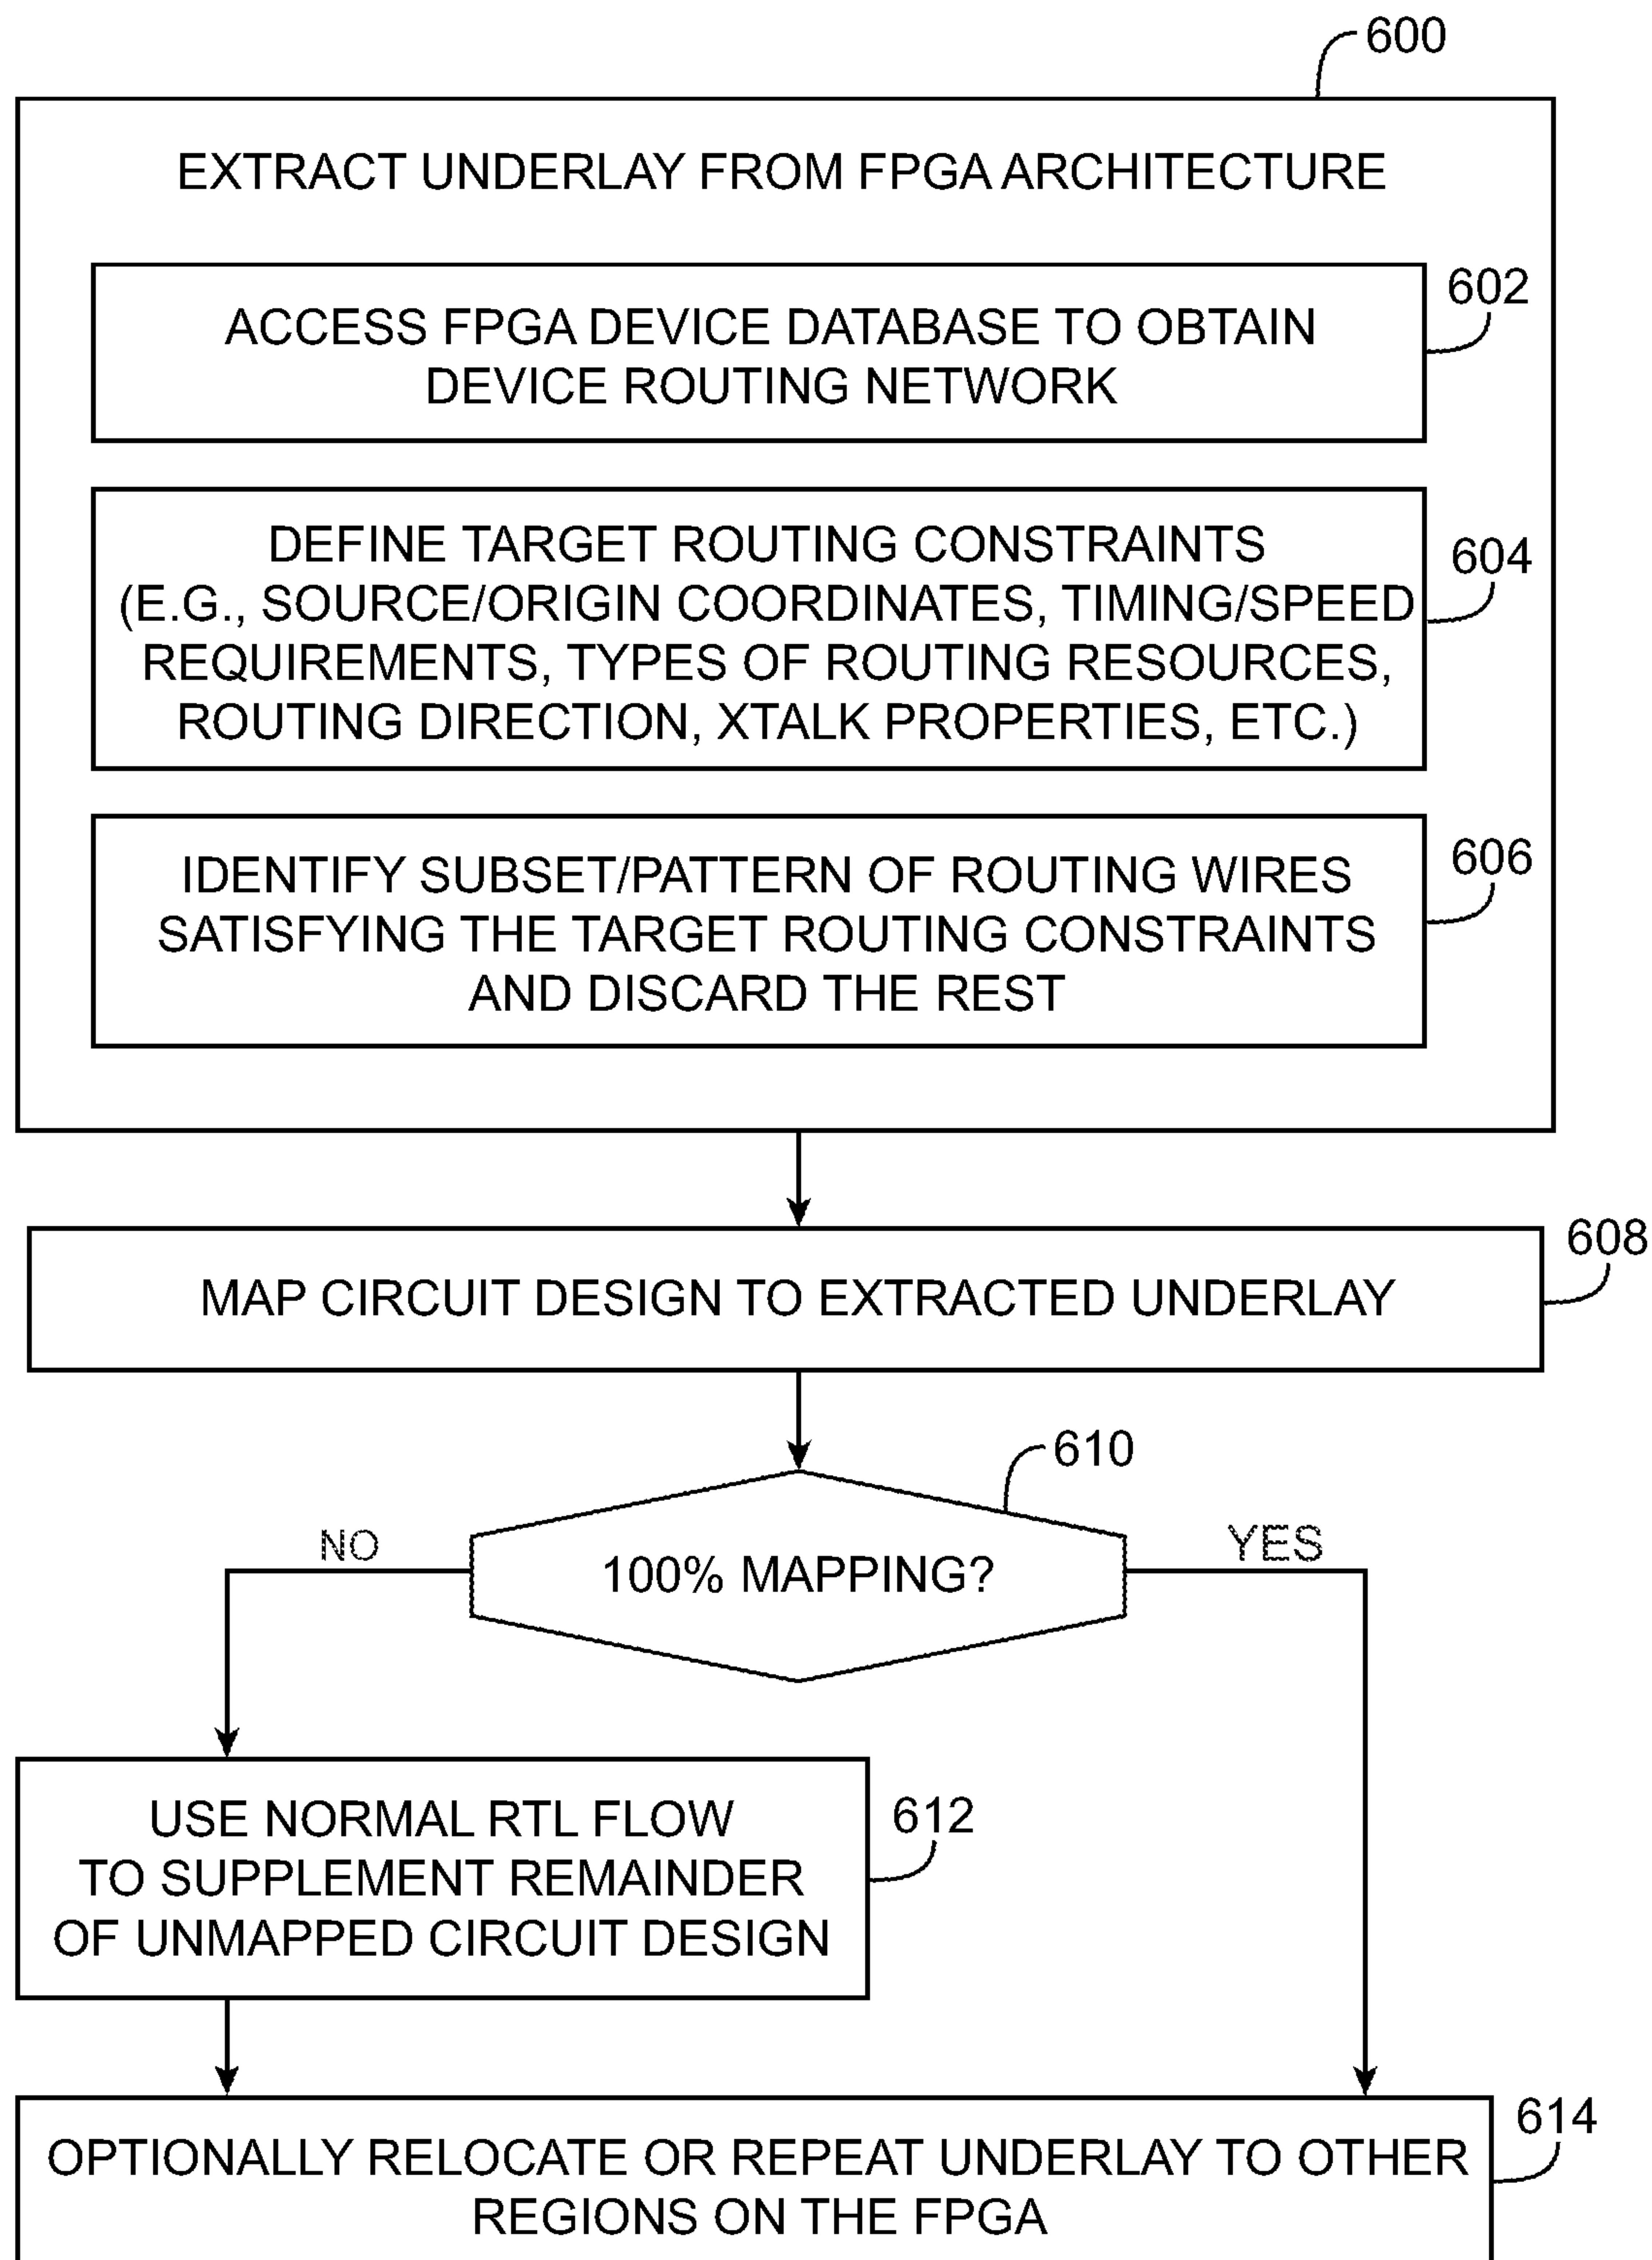 600
EXTRACT UNDERLAY FROM FPGA ARCHITECTURE
602
ACCESS FPGA DEVICE DATABASE TO OBTAIN
DEVICE ROUTING NETWORK
604
DEFINE TARGET ROUTING CONSTRAINTS
(E.G., SOURCE/ORIGIN COORDINATES, TIMING/SPEED
REQUIREMENTS, TYPES OF ROUTING RESOURCES,
ROUTING DIRECTION, XTALK PROPERTIES, ETC.)
606
IDENTIFY SUBSET/PATTERN OF ROUTING WIRES
SATISFYING THE TARGET ROUTING CONSTRAINTS
AND DISCARD THE REST
608
MAP CIRCUIT DESIGN TO EXTRACTED UNDERLAY
610
NO
100% MAPPING?
YES
USE NORMAL RTL FLOW
612
TO SUPPLEMENT REMAINDER
OF UNMAPPED CIRCUIT DESIGN
614
OPTIONALLY RELOCATE OR REPEAT UNDERLAY TO OTHER
REGIONS ON THE FPGA